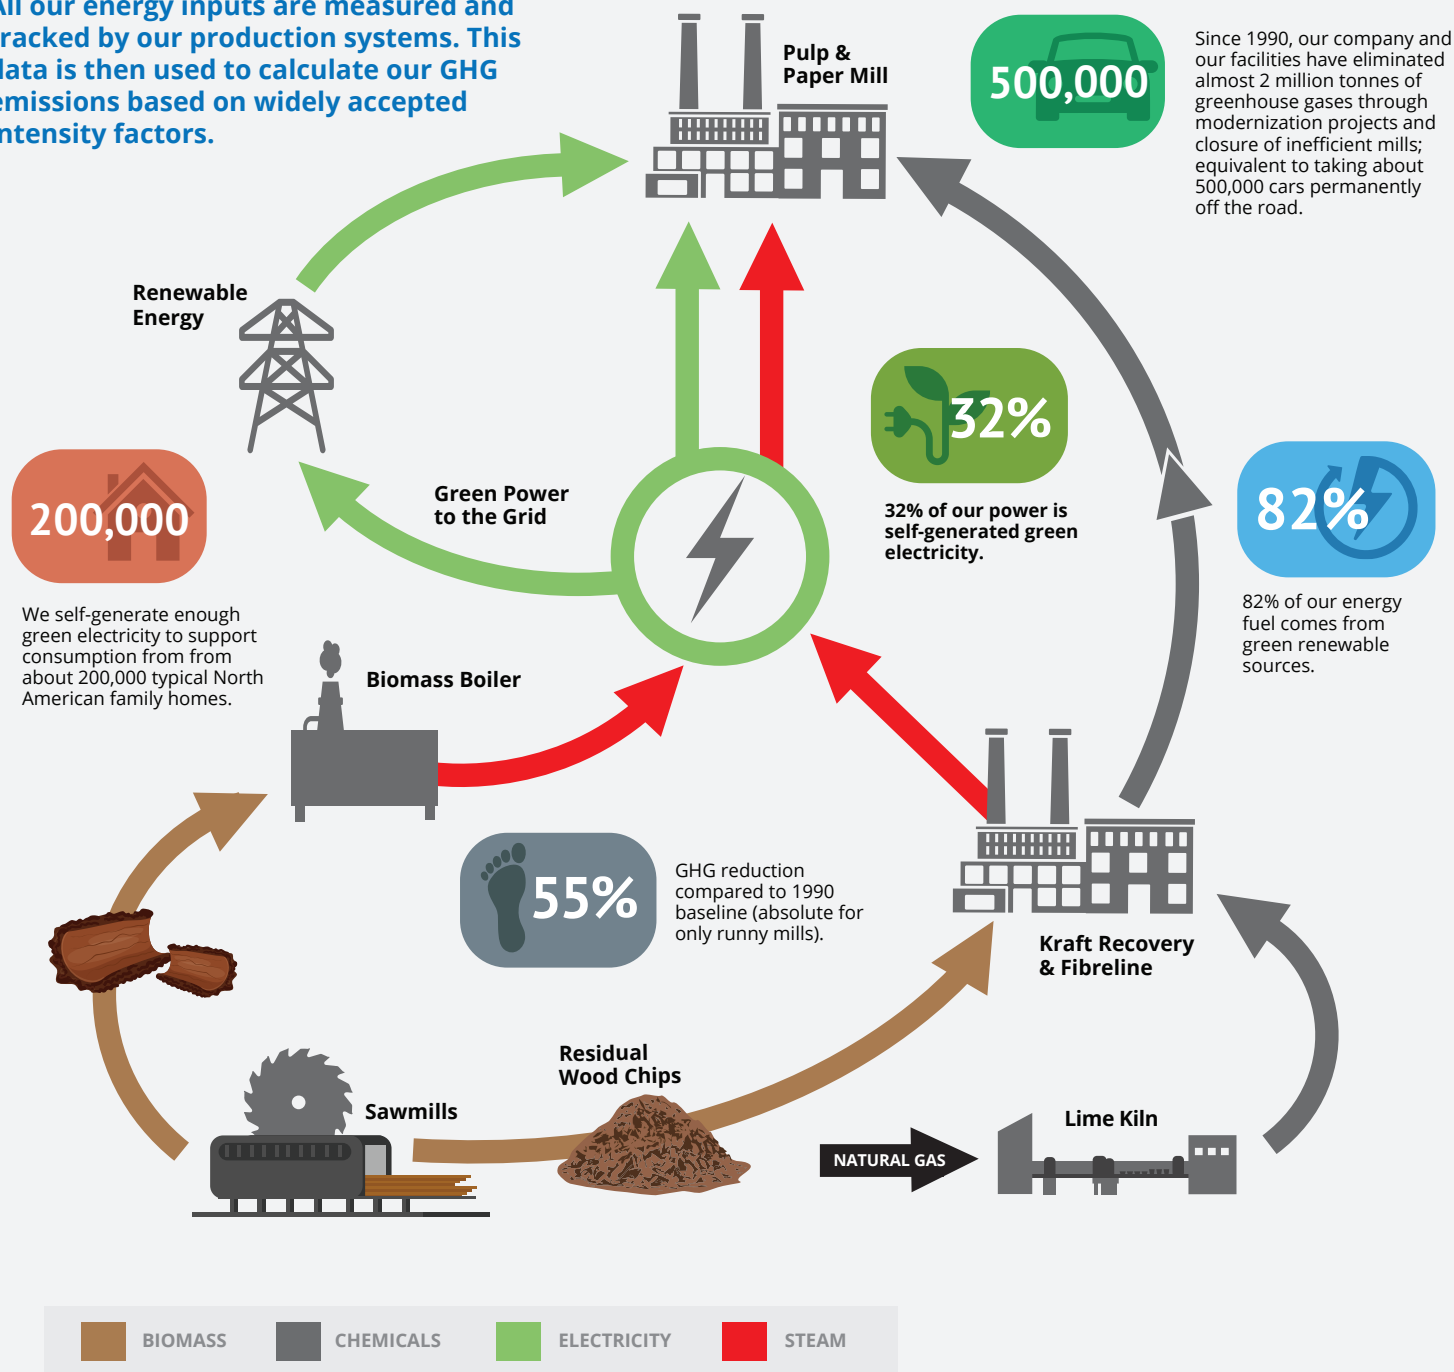 All our energy inputs are measured and
tracked by our production systems. This
data is then used to calculate our GHG
emissions based on widely accepted
intensity factors.
Pulp &
Paper Mill
500,000
Since 1990, our company and
our facilities have eliminated
almost 2 million tonnes of
greenhouse gases through
modernization projects and
closure of inefficient mills;
equivalent to taking about
500,000 cars permanently
off the road.
Renewable
Energy
32%
32% of our power is
self-generated green
electricity.
82%
82% of our energy
fuel comes from
green renewable
sources.
200,000
We self-generate enough
green electricity to support
consumption from from
about 200,000 typical North
American family homes.
Green Power
to the Grid
Biomass Boiler
55%
GHG reduction
compared to 1990
baseline (absolute for
only runny mills).
Kraft Recovery
& Fibreline
Residual
Wood Chips
Sawmills
NATURAL GAS
Lime Kiln
BIOMASS
CHEMICALS
ELECTRICITY
STEAM